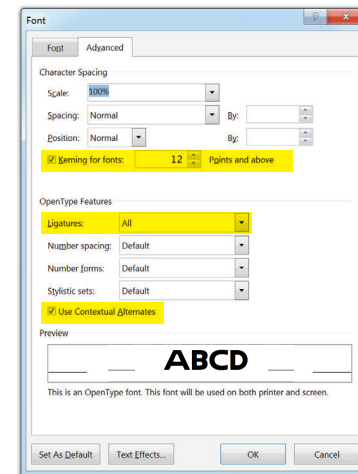 Font
Font Advanced
Character Spacing
Scale: 100%
Spacing: Normal By:
Position: Normal By:
Kerning for fonts: 12 Points and above
OpenType Features
Ligatures: All
Number spacing: Default
Number forms: Default
Stylistic sets: Default
Use Contextual Alternates
Preview
ABCD
This is an OpenType font. This font will be used on both printer and screen.
Set As Default Text Effects... OK Cancel